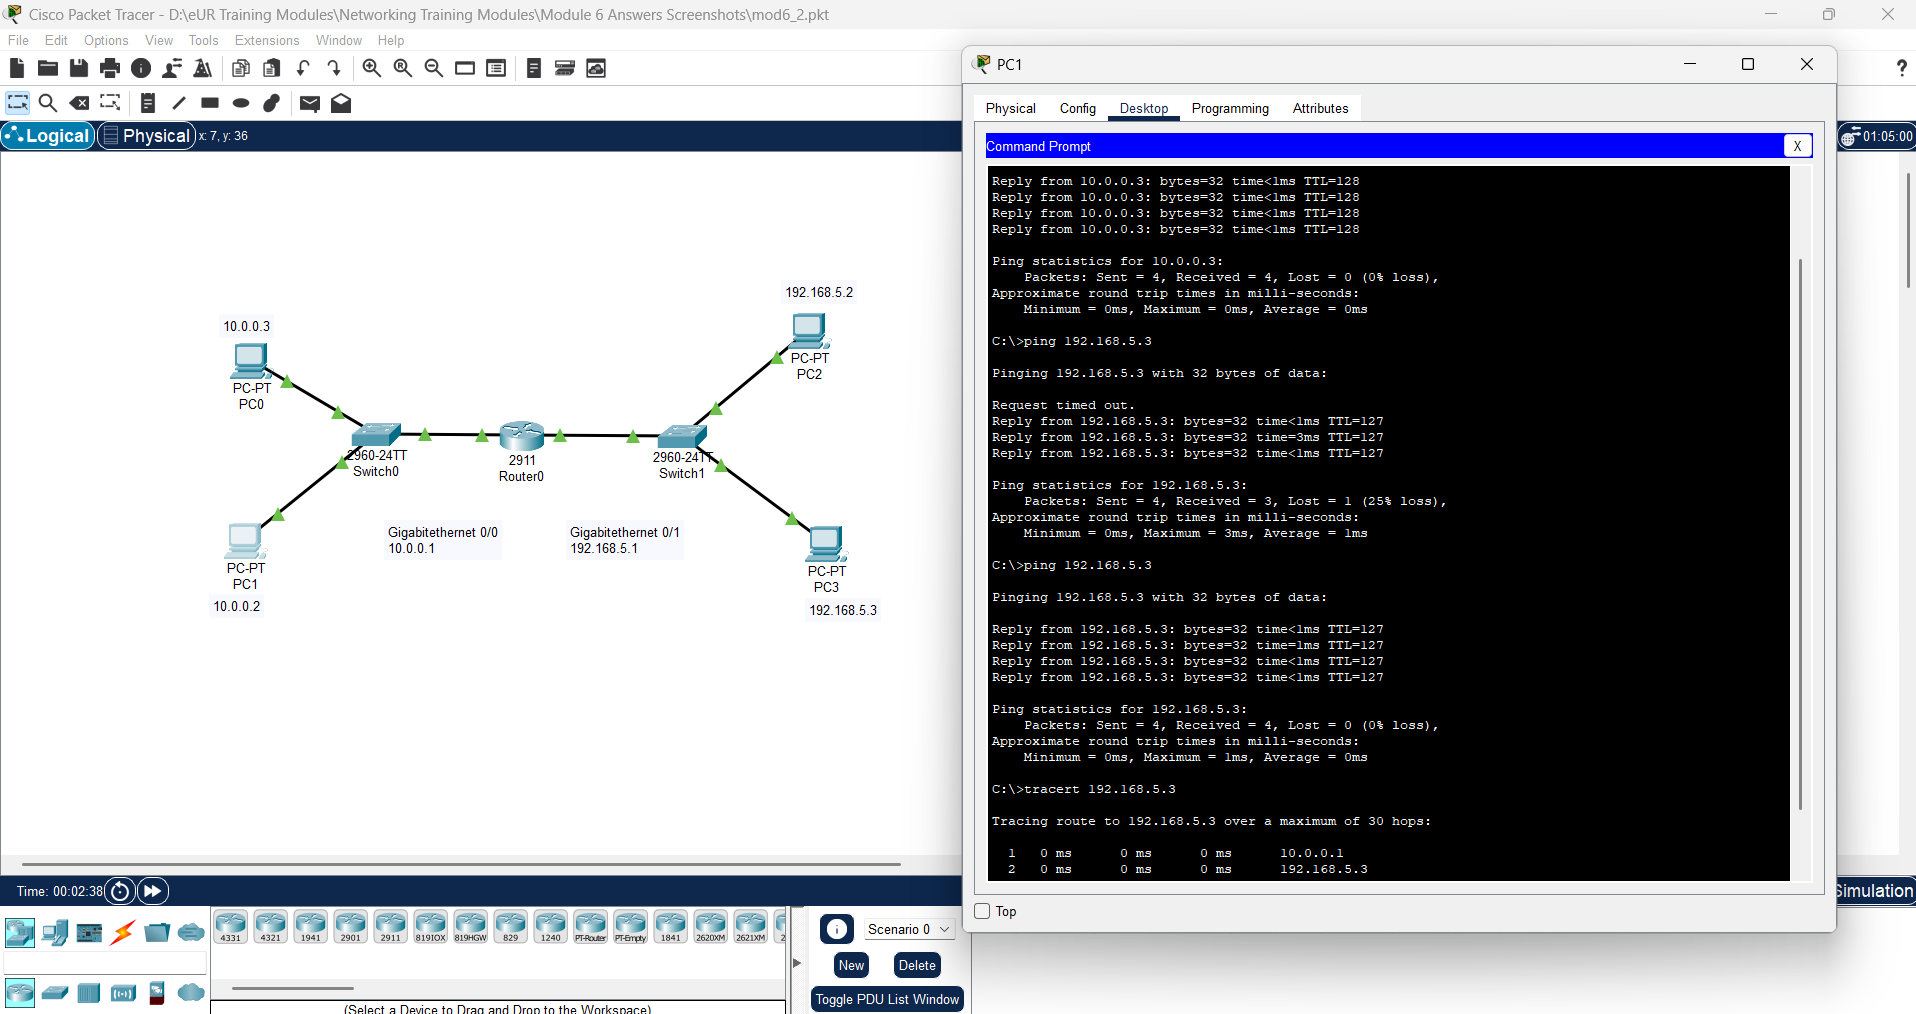 Cisco Packet Tracer - D:\eUR Training Modules\Networking Training Modules\Module 6 Answers Screenshots\mod6_2.pkt
File Edit Options View Tools Extensions Window Help
Logical Physical x: 7, y: 36
01:05:00
10.0.0.3
PC-PT
PC0
192.168.5.2
PC-PT
PC2
2960-24TT
Switch0
2911
Router0
2960-24TT
Switch1
Gigabitethernet 0/0
10.0.0.1
Gigabitethernet 0/1
192.168.5.1
PC-PT
PC1
10.0.0.2
PC-PT
PC3
192.168.5.3
PC1
Physical Config Desktop Programming Attributes
Command Prompt
X
Reply from 10.0.0.3: bytes=32 time<1ms TTL=128
Reply from 10.0.0.3: bytes=32 time<1ms TTL=128
Reply from 10.0.0.3: bytes=32 time<1ms TTL=128
Reply from 10.0.0.3: bytes=32 time<1ms TTL=128
Ping statistics for 10.0.0.3:
Packets: Sent = 4, Received = 4, Lost = 0 (0% loss),
Approximate round trip times in milli-seconds:
Minimum = 0ms, Maximum = 0ms, Average = 0ms
C:\>ping 192.168.5.3
Pinging 192.168.5.3 with 32 bytes of data:
Request timed out.
Reply from 192.168.5.3: bytes=32 time<1ms TTL=127
Reply from 192.168.5.3: bytes=32 time=3ms TTL=127
Reply from 192.168.5.3: bytes=32 time<1ms TTL=127
Ping statistics for 192.168.5.3:
Packets: Sent = 4, Received = 3, Lost = 1 (25% loss),
Approximate round trip times in milli-seconds:
Minimum = 0ms, Maximum = 3ms, Average = 1ms
C:\>ping 192.168.5.3
Pinging 192.168.5.3 with 32 bytes of data:
Reply from 192.168.5.3: bytes=32 time<1ms TTL=127
Reply from 192.168.5.3: bytes=32 time=1ms TTL=127
Reply from 192.168.5.3: bytes=32 time<1ms TTL=127
Reply from 192.168.5.3: bytes=32 time<1ms TTL=127
Ping statistics for 192.168.5.3:
Packets: Sent = 4, Received = 4, Lost = 0 (0% loss),
Approximate round trip times in milli-seconds:
Minimum = 0ms, Maximum = 1ms, Average = 0ms
C:\>tracert 192.168.5.3
Tracing route to 192.168.5.3 over a maximum of 30 hops:
1 0 ms 0 ms 0 ms 10.0.0.1
2 0 ms 0 ms 0 ms 192.168.5.3
Top
Time: 00:02:38
Simulation
4331 4321 1941 2901 2911 819IOX 819HGW 829 1240 PT-Router PT-Empty 1841 2620XM 2621XM 2
Scenario 0
New Delete
Toggle PDU List Window
(Select a Device to Drag and Drop to the Workspace)